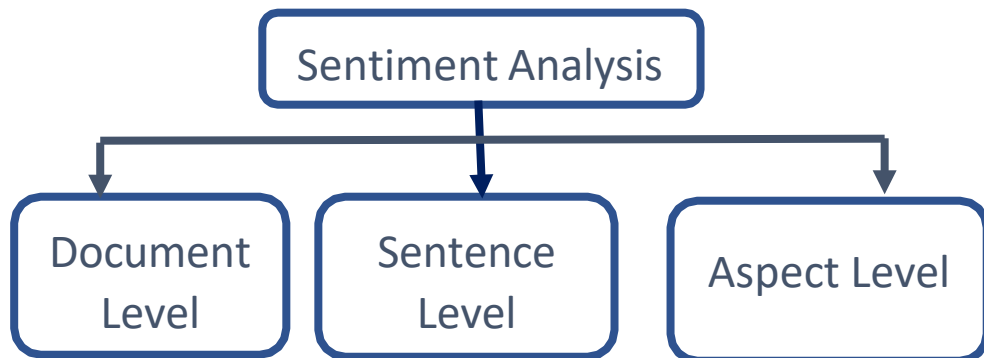 Sentiment Analysis
Document
Level
Sentence
Level
Aspect Level